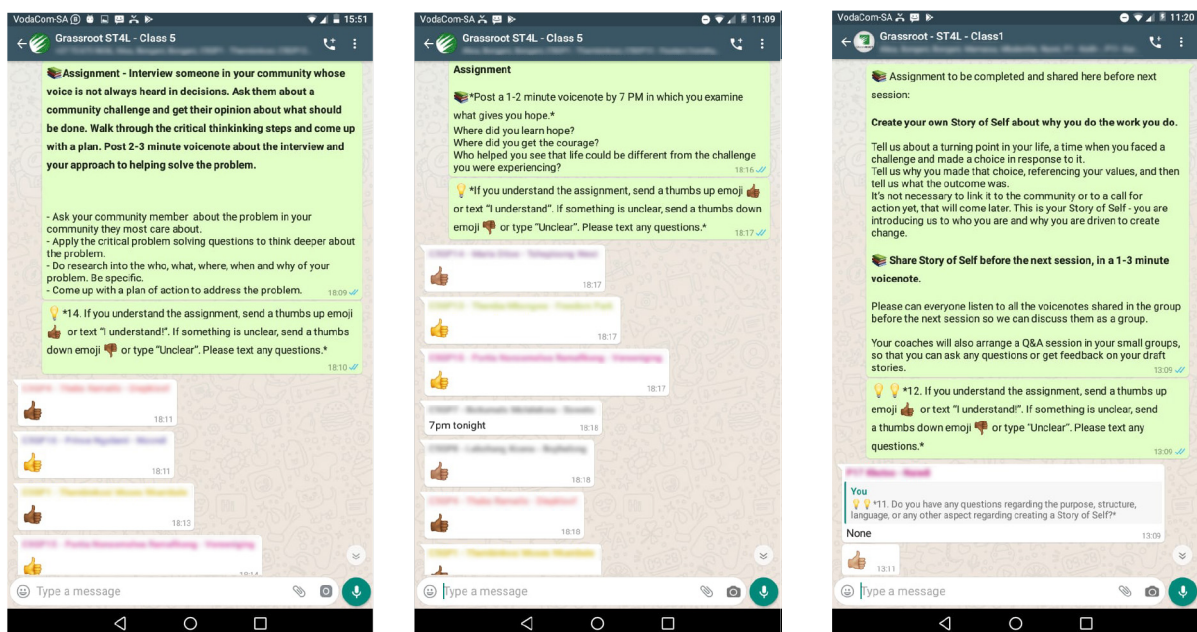 VodaCom-SA
15:51
Grassroot ST4L - Class 5
📚Assignment - Interview someone in your community whose
voice is not always heard in decisions. Ask them about a
community challenge and get their opinion about what should
be done. Walk through the critical thinkinking steps and come up
with a plan. Post 2-3 minute voicenote about the interview and
your approach to helping solve the problem.
- Ask your community member about the problem in your
community they most care about.
- Apply the critical problem solving questions to think deeper about
the problem.
- Do research into the who, what, where, when and why of your
problem. Be specific.
- Come up with a plan of action to address the problem.
18:09
💡 *14. If you understand the assignment, send a thumbs up emoji
👍🏾 or text "I understand!". If something is unclear, send a thumbs
down emoji 👎🏾 or type "Unclear". Please text any questions.*
18:10
18:11
18:11
18:13
18:14
Type a message
VodaCom-SA
11:09
Grassroot ST4L - Class 5
Assignment
📚*Post a 1-2 minute voicenote by 7 PM in which you examine
what gives you hope.*
Where did you learn hope?
Where did you get the courage?
Who helped you see that life could be different from the challenge
you were experiencing?
18:16
💡 *If you understand the assignment, send a thumbs up emoji 👍🏾
or text "I understand". If something is unclear, send a thumbs down
emoji 👎🏾 or type "Unclear". Please text any questions.*
18:17
18:17
18:17
18:17
7pm tonight
18:18
18:18
18:18
Type a message
VodaCom-SA
11:20
Grassroot - ST4L - Class1
📚 Assignment to be completed and shared here before next
session:
Create your own Story of Self about why you do the work you do.
Tell us about a turning point in your life, a time when you faced a
challenge and made a choice in response to it.
Tell us why you made that choice, referencing your values, and then
tell us what the outcome was.
It's not necessary to link it to the community or to a call for
action yet, that will come later. This is your Story of Self - you are
introducing us to who you are and why you are driven to create
change.
📚 Share Story of Self before the next session, in a 1-3 minute
voicenote.
Please can everyone listen to all the voicenotes shared in the group
before the next session so we can discuss them as a group.
Your coaches will also arrange a Q&A session in your small groups,
so that you can ask any questions or get feedback on your draft
stories.
13:09
💡 💡 *12. If you understand the assignment, send a thumbs up
emoji 👍🏾 or text "I understand!". If something is unclear, send
a thumbs down emoji 👎🏾 or type "Unclear". Please text any
questions.*
13:09
You
💡 💡 *11. Do you have any questions regarding the purpose, structure,
language, or any other aspect regarding creating a Story of Self?*
None
13:09
13:11
Type a message